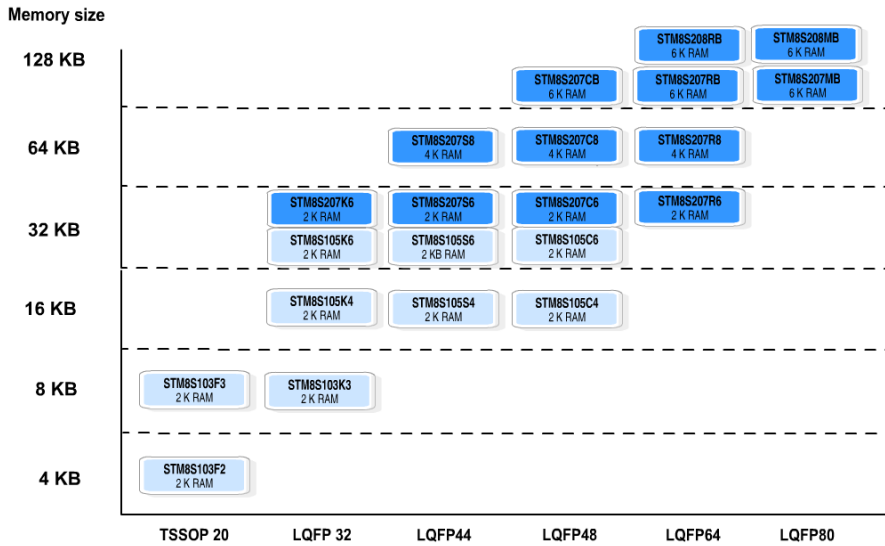 Memory size
128 KB
STM8S208RB
6 K RAM
STM8S208MB
6 K RAM
STM8S207CB
6 K RAM
STM8S207RB
6 K RAM
STM8S207MB
6 K RAM
64 KB
STM8S207S8
4 K RAM
STM8S207C8
4 K RAM
STM8S207R8
4 K RAM
32 KB
STM8S207K6
2 K RAM
STM8S207S6
2 K RAM
STM8S207C6
2 K RAM
STM8S207R6
2 K RAM
STM8S105K6
2 K RAM
STM8S105S6
2 KB RAM
STM8S105C6
2 K RAM
16 KB
STM8S105K4
2 K RAM
STM8S105S4
2 K RAM
STM8S105C4
2 K RAM
8 KB
STM8S103F3
2 K RAM
STM8S103K3
2 K RAM
4 KB
STM8S103F2
2 K RAM
TSSOP 20 LQFP 32 LQFP44 LQFP48 LQFP64 LQFP80